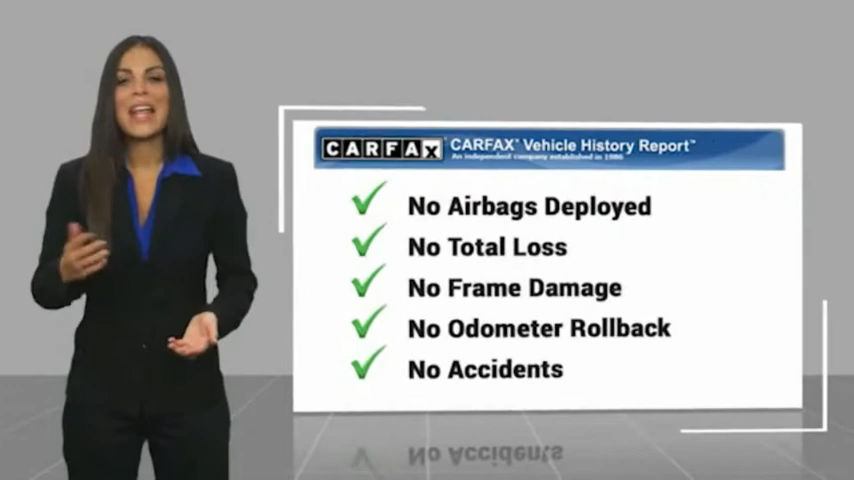 CARFAX CARFAX™ Vehicle History Report™
An independent company established in 1986
No Airbags Deployed
No Total Loss
No Frame Damage
No Odometer Rollback
No Accidents
No Accidents